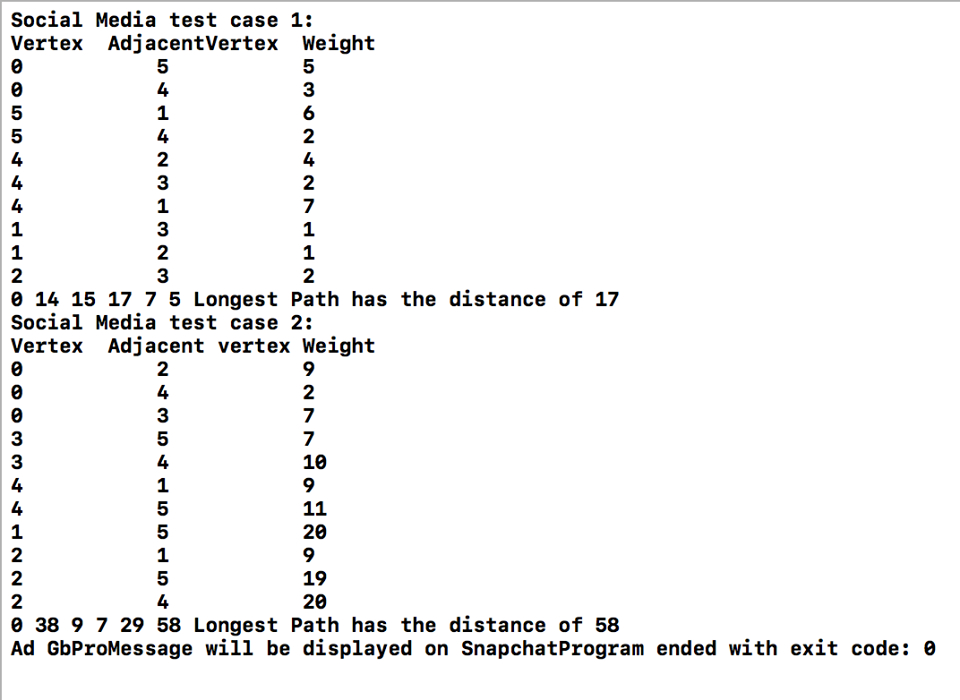 Social Media test case 1:
Vertex AdjacentVertex Weight
0 5 5
0 4 3
5 1 6
5 4 2
4 2 4
4 3 2
4 1 7
1 3 1
1 2 1
2 3 2
0 14 15 17 7 5 Longest Path has the distance of 17
Social Media test case 2:
Vertex Adjacent vertex Weight
0 2 9
0 4 2
0 3 7
3 5 7
3 4 10
4 1 9
4 5 11
1 5 20
2 1 9
2 5 19
2 4 20
0 38 9 7 29 58 Longest Path has the distance of 58
Ad GbProMessage will be displayed on SnapchatProgram ended with exit code: 0